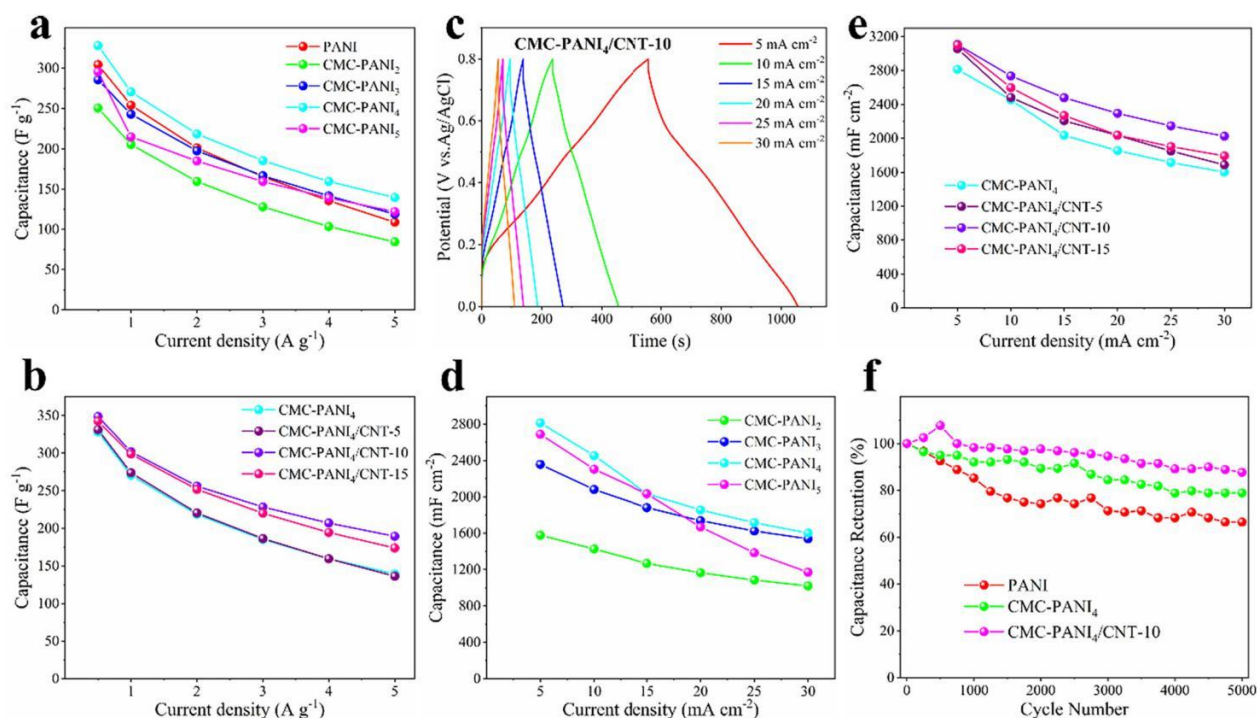 a
Capacitance (F g⁻¹)
300
250
200
150
100
50
0
PANI
CMC-PANI₂
CMC-PANI₃
CMC-PANI₄
CMC-PANI₅
1
2
3
4
5
Current density (A g⁻¹)
c
CMC-PANI₄/CNT-10
Potential (V vs.Ag/AgCl)
0.8
0.6
0.4
0.2
0.0
5 mA cm⁻²
10 mA cm⁻²
15 mA cm⁻²
20 mA cm⁻²
25 mA cm⁻²
30 mA cm⁻²
0
200
400
600
800
1000
Time (s)
e
Capacitance (mF cm⁻²)
3200
2800
2400
2000
1600
1200
800
400
0
CMC-PANI₄
CMC-PANI₄/CNT-5
CMC-PANI₄/CNT-10
CMC-PANI₄/CNT-15
5
10
15
20
25
30
Current density (mA cm⁻²)
b
Capacitance (F g⁻¹)
350
300
250
200
150
100
50
0
CMC-PANI₄
CMC-PANI₄/CNT-5
CMC-PANI₄/CNT-10
CMC-PANI₄/CNT-15
1
2
3
4
5
Current density (A g⁻¹)
d
Capacitance (mF cm⁻²)
2800
2400
2000
1600
1200
800
400
0
CMC-PANI₂
CMC-PANI₃
CMC-PANI₄
CMC-PANI₅
5
10
15
20
25
30
Current density (mA cm⁻²)
f
Capacitance Retention (%)
100
80
60
40
20
0
PANI
CMC-PANI₄
CMC-PANI₄/CNT-10
0
1000
2000
3000
4000
5000
Cycle Number